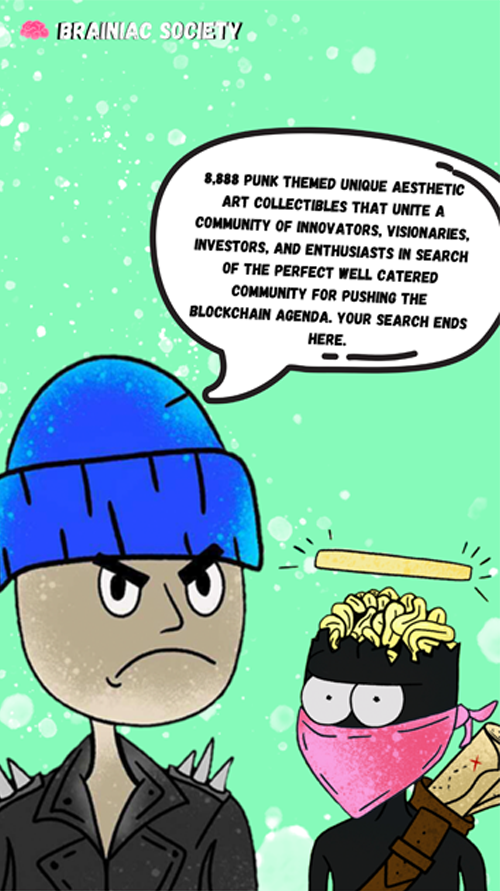 BRAINIAC SOCIETY
8,888 PUNK THEMED UNIQUE AESTHETIC
ART COLLECTIBLES THAT UNITE A
COMMUNITY OF INNOVATORS, VISIONARIES,
INVESTORS, AND ENTHUSIASTS IN SEARCH
OF THE PERFECT WELL CATERED
COMMUNITY FOR PUSHING THE
BLOCKCHAIN AGENDA. YOUR SEARCH ENDS
HERE.